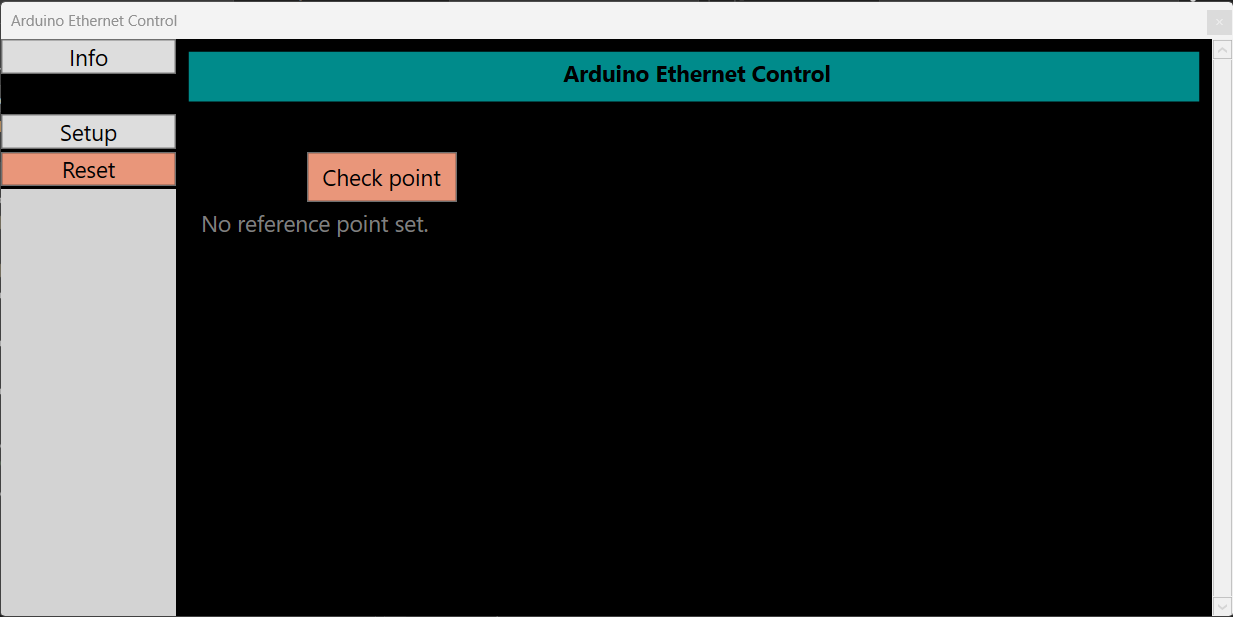 Arduino Ethernet Control
Info
Setup
Reset
Arduino Ethernet Control
Check point
No reference point set.